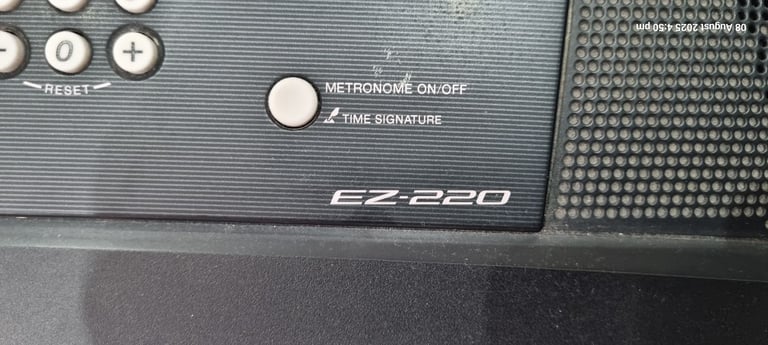 08 August 2025 4:50 pm
- 0 +
RESET
METRONOME ON/OFF
TIME SIGNATURE
EZ-220